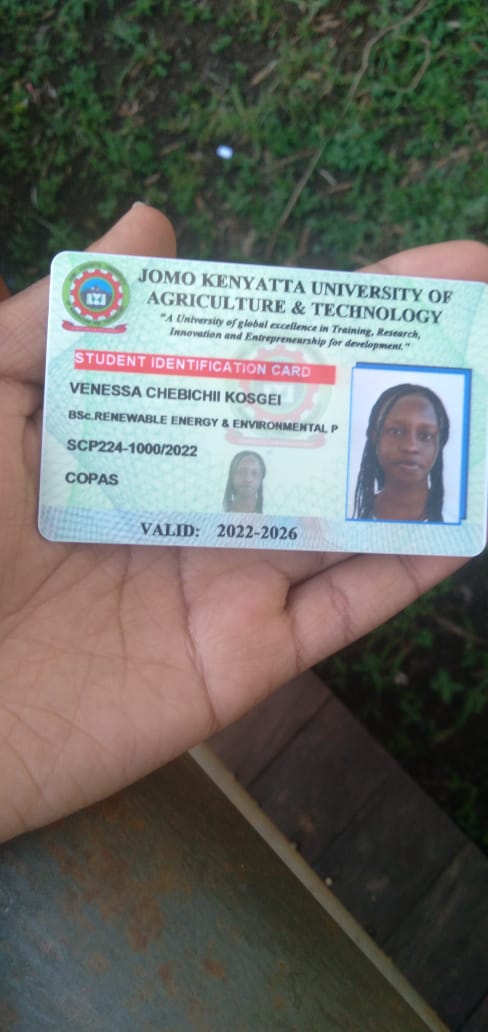 JOMO KENYATTA UNIVERSITY OF
AGRICULTURE & TECHNOLOGY
"A University of global excellence in Training, Research,
Innovation and Entrepreneurship for development."
STUDENT IDENTIFICATION CARD
VENESSA CHEBICHII KOSGEI
BSc.RENEWABLE ENERGY & ENVIRONMENTAL P
SCP224-1000/2022
COPAS
VALID: 2022-2026